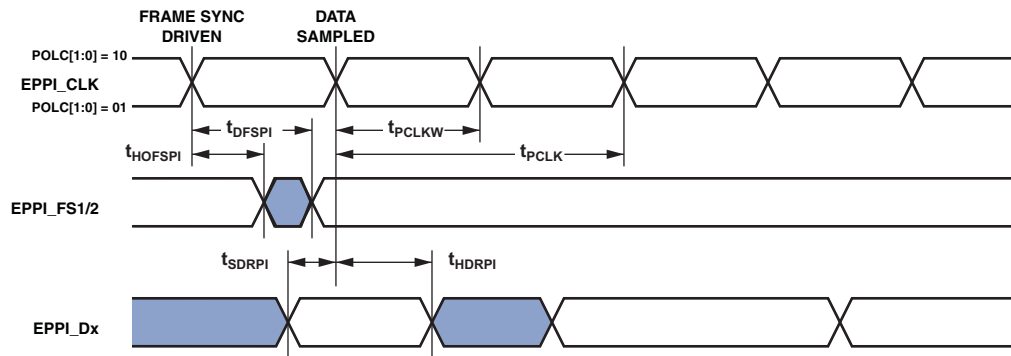 FRAME SYNC
DRIVEN
DATA
SAMPLED
POLC[1:0] = 10
EPPI_CLK
POLC[1:0] = 01
tDFSPI
tPCLKW
tHOFSPI
tPCLK
EPPI_FS1/2
tSDRPI
tHDRPI
EPPI_Dx